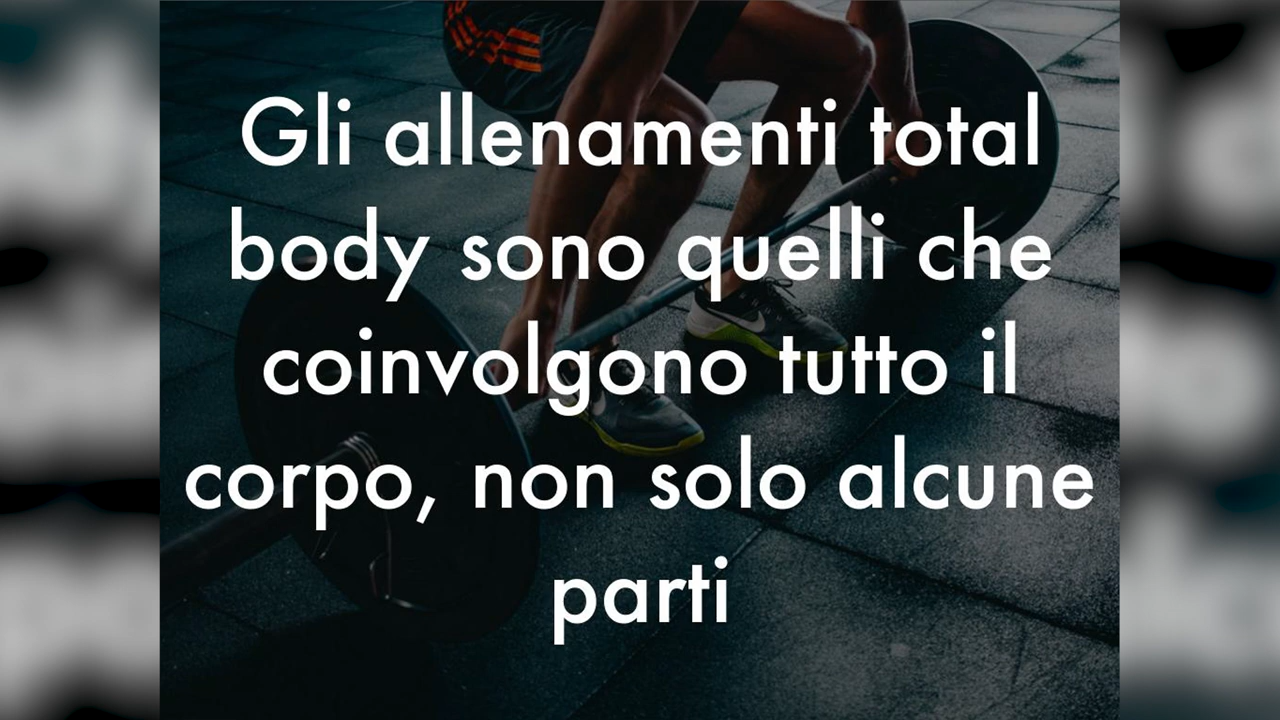 Gli allenamenti total
body sono quelli che
coinvolgono tutto il
corpo, non solo alcune
parti